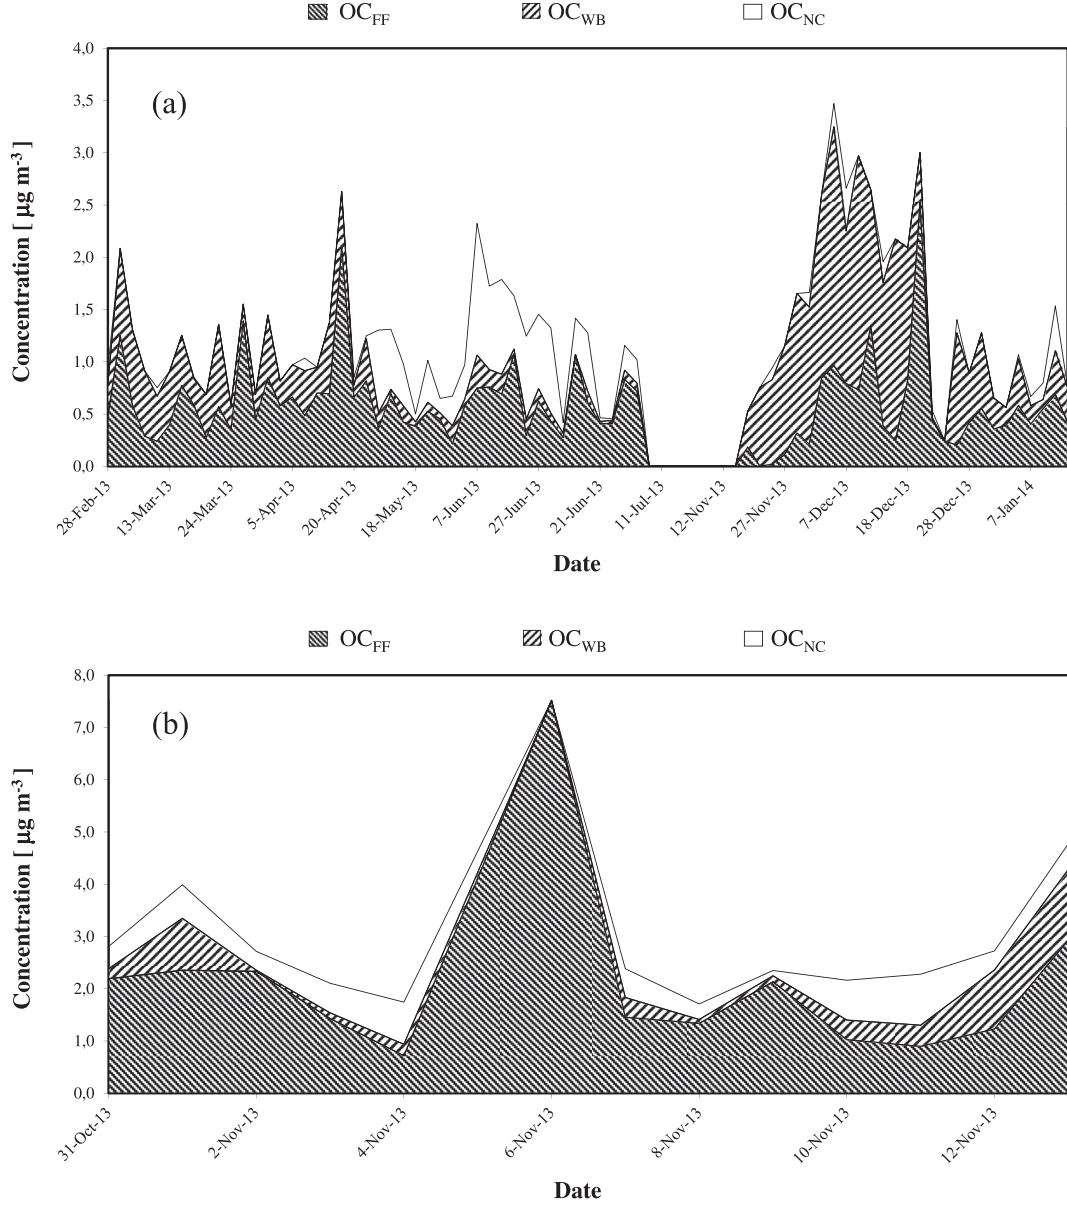 OC_FF OC_WB OC_NC
4,0
(a)
3,5
3,0
2,5
2,0
1,5
1,0
0,5
0,0
Concentration [ µg m⁻³ ]
28-Feb-13 13-Mar-13 24-Mar-13 5-Apr-13 20-Apr-13 18-May-13 7-Jun-13 27-Jun-13 21-Jun-13 11-Jul-13 12-Nov-13 27-Nov-13 7-Dec-13 18-Dec-13 28-Dec-13 7-Jan-14
Date
OC_FF OC_WB OC_NC
8,0
(b)
7,0
6,0
5,0
4,0
3,0
2,0
1,0
0,0
Concentration [ µg m⁻³ ]
31-Oct-13 2-Nov-13 4-Nov-13 6-Nov-13 8-Nov-13 10-Nov-13 12-Nov-13
Date